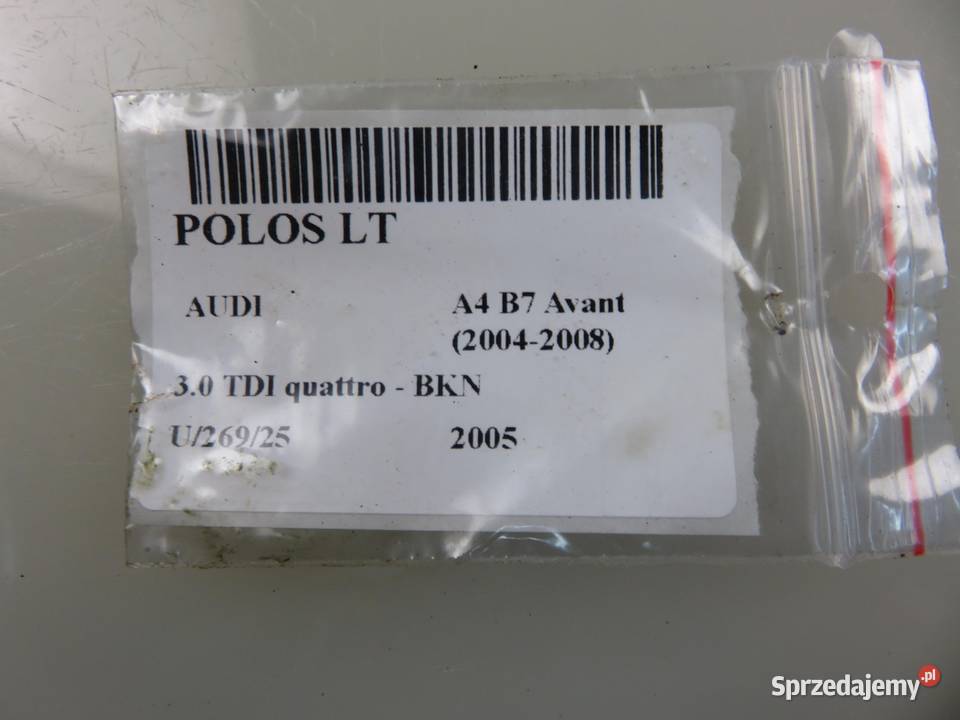 POLOS LT
AUDI A4 B7 Avant
(2004-2008)
3.0 TDI quattro - BKN
U/269/25 2005
Sprzedajemy.pl